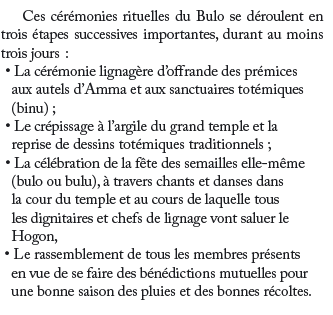 Ces cérémonies rituelles du Bulo se déroulent en
trois étapes successives importantes, durant au moins
trois jours :
• La cérémonie lignagère d'offrande des prémices
aux autels d'Amma et aux sanctuaires totémiques
(binu) ;
• Le crépissage à l'argile du grand temple et la
reprise de dessins totémiques traditionnels ;
• La célébration de la fête des semailles elle-même
(bulo ou bulu), à travers chants et danses dans
la cour du temple et au cours de laquelle tous
les dignitaires et chefs de lignage vont saluer le
Hogon,
• Le rassemblement de tous les membres présents
en vue de se faire des bénédictions mutuelles pour
une bonne saison des pluies et des bonnes récoltes.